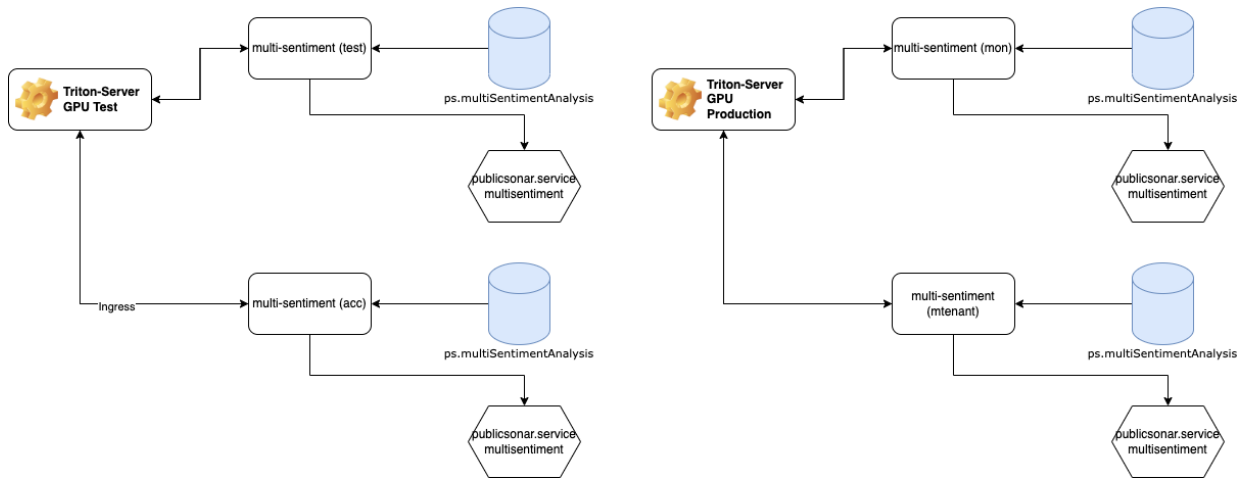 multi-sentiment (test)
ps.multiSentimentAnalysis
Triton-Server
GPU Test
publicsonar.service
multisentiment
Ingress
multi-sentiment (acc)
ps.multiSentimentAnalysis
publicsonar.service
multisentiment
multi-sentiment (mon)
ps.multiSentimentAnalysis
Triton-Server
GPU
Production
publicsonar.service
multisentiment
multi-sentiment
(mtenant)
ps.multiSentimentAnalysis
publicsonar.service
multisentiment